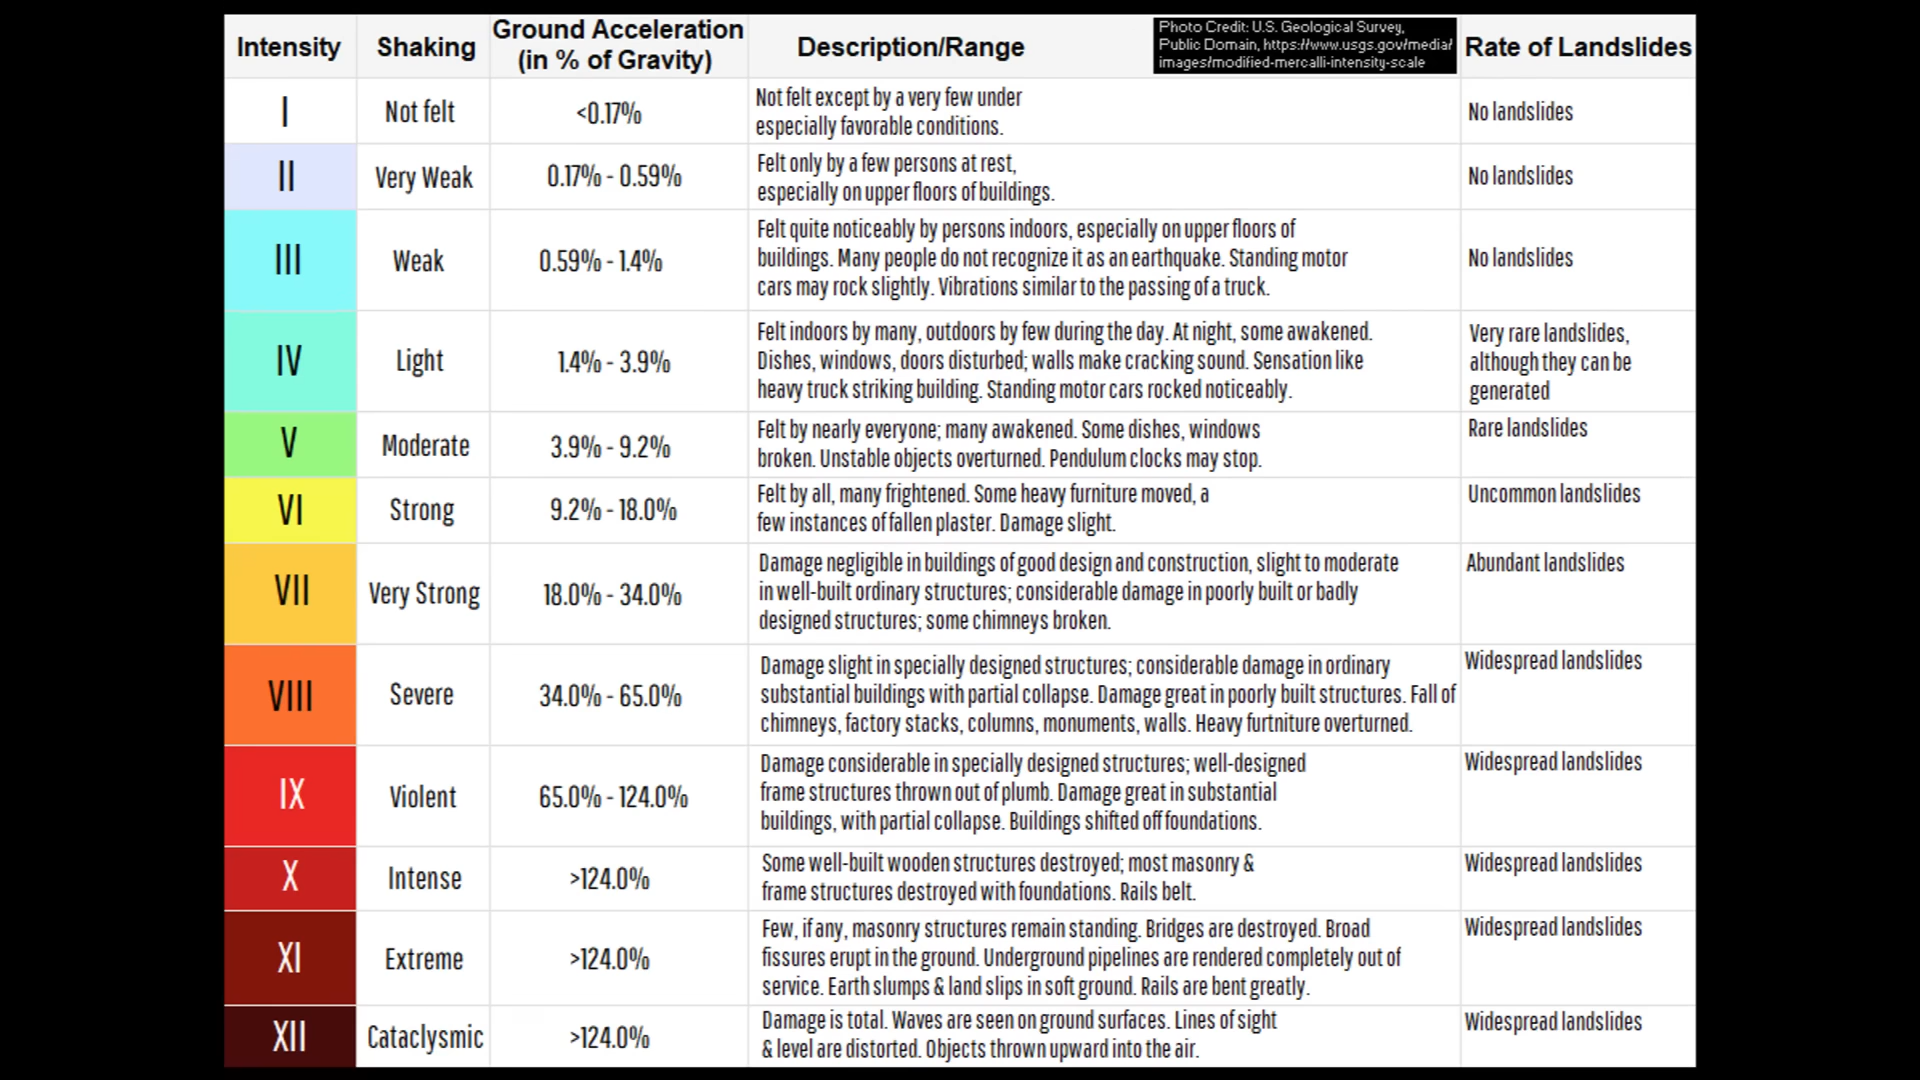 Intensity
Shaking
Ground Acceleration
(in % of Gravity)
Description/Range
Photo Credit: U.S. Geological Survey,
Public Domain, https://www.usgs.gov/media/
images/modified-mercalli-intensity-scale
Rate of Landslides
I
Not felt
<0.17%
Not felt except by a very few under
especially favorable conditions.
No landslides
II
Very Weak
0.17% - 0.59%
Felt only by a few persons at rest,
especially on upper floors of buildings.
No landslides
III
Weak
0.59% - 1.4%
Felt quite noticeably by persons indoors, especially on upper floors of
buildings. Many people do not recognize it as an earthquake. Standing motor
cars may rock slightly. Vibrations similar to the passing of a truck.
No landslides
IV
Light
1.4% - 3.9%
Felt indoors by many, outdoors by few during the day. At night, some awakened.
Dishes, windows, doors disturbed; walls make cracking sound. Sensation like
heavy truck striking building. Standing motor cars rocked noticeably.
Very rare landslides,
although they can be
generated
V
Moderate
3.9% - 9.2%
Felt by nearly everyone; many awakened. Some dishes, windows
broken. Unstable objects overturned. Pendulum clocks may stop.
Rare landslides
VI
Strong
9.2% - 18.0%
Felt by all, many frightened. Some heavy furniture moved, a
few instances of fallen plaster. Damage slight.
Uncommon landslides
VII
Very Strong
18.0% - 34.0%
Damage negligible in buildings of good design and construction, slight to moderate
in well-built ordinary structures; considerable damage in poorly built or badly
designed structures; some chimneys broken.
Abundant landslides
VIII
Severe
34.0% - 65.0%
Damage slight in specially designed structures; considerable damage in ordinary
substantial buildings with partial collapse. Damage great in poorly built structures. Fall of
chimneys, factory stacks, columns, monuments, walls. Heavy furtniture overturned.
Widespread landslides
IX
Violent
65.0% - 124.0%
Damage considerable in specially designed structures; well-designed
frame structures thrown out of plumb. Damage great in substantial
buildings, with partial collapse. Buildings shifted off foundations.
Widespread landslides
X
Intense
>124.0%
Some well-built wooden structures destroyed; most masonry &
frame structures destroyed with foundations. Rails belt.
Widespread landslides
XI
Extreme
>124.0%
Few, if any, masonry structures remain standing. Bridges are destroyed. Broad
fissures erupt in the ground. Underground pipelines are rendered completely out of
service. Earth slumps & land slips in soft ground. Rails are bent greatly.
Widespread landslides
XII
Cataclysmic
>124.0%
Damage is total. Waves are seen on ground surfaces. Lines of sight
& level are distorted. Objects thrown upward into the air.
Widespread landslides